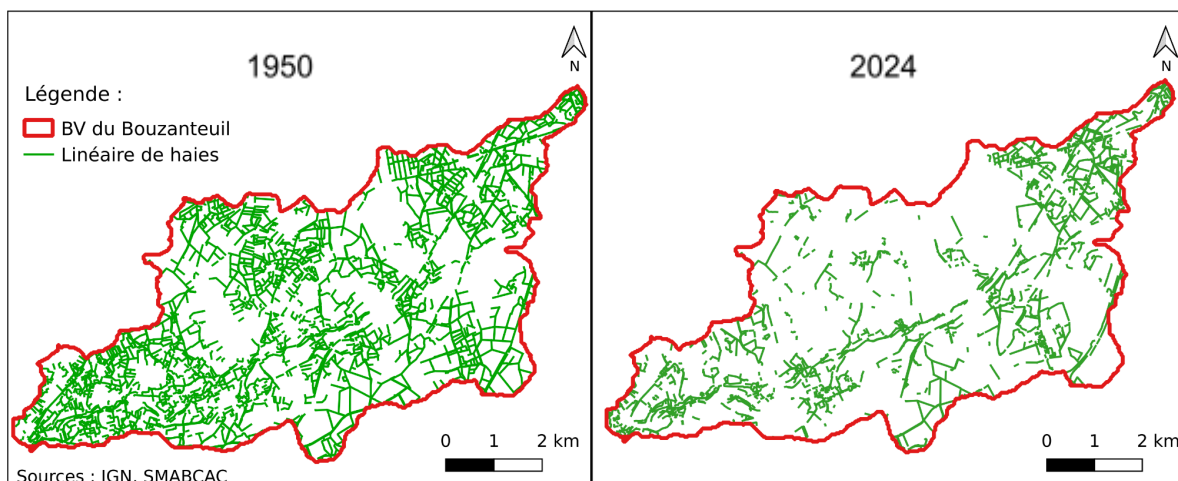 1950
N
Légende :
BV du Bouzanteuil
Linéaire de haies
0 1 2 km
Sources : IGN, SMABCAC
2024
N
0 1 2 km